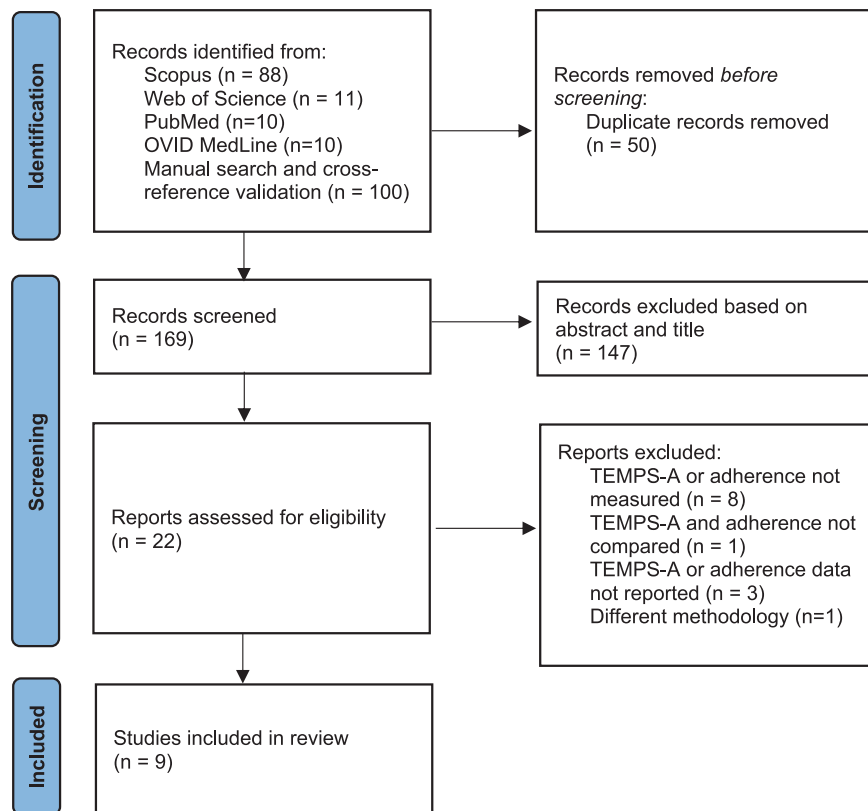 Identification
Records identified from:
Scopus (n = 88)
Web of Science (n = 11)
PubMed (n=10)
OVID MedLine (n=10)
Manual search and cross-
reference validation (n = 100)
Records removed before
screening:
Duplicate records removed
(n = 50)
Screening
Records screened
(n = 169)
Records excluded based on
abstract and title
(n = 147)
Reports assessed for eligibility
(n = 22)
Reports excluded:
TEMPS-A or adherence not
measured (n = 8)
TEMPS-A and adherence not
compared (n = 1)
TEMPS-A or adherence data
not reported (n = 3)
Different methodology (n=1)
Included
Studies included in review
(n = 9)